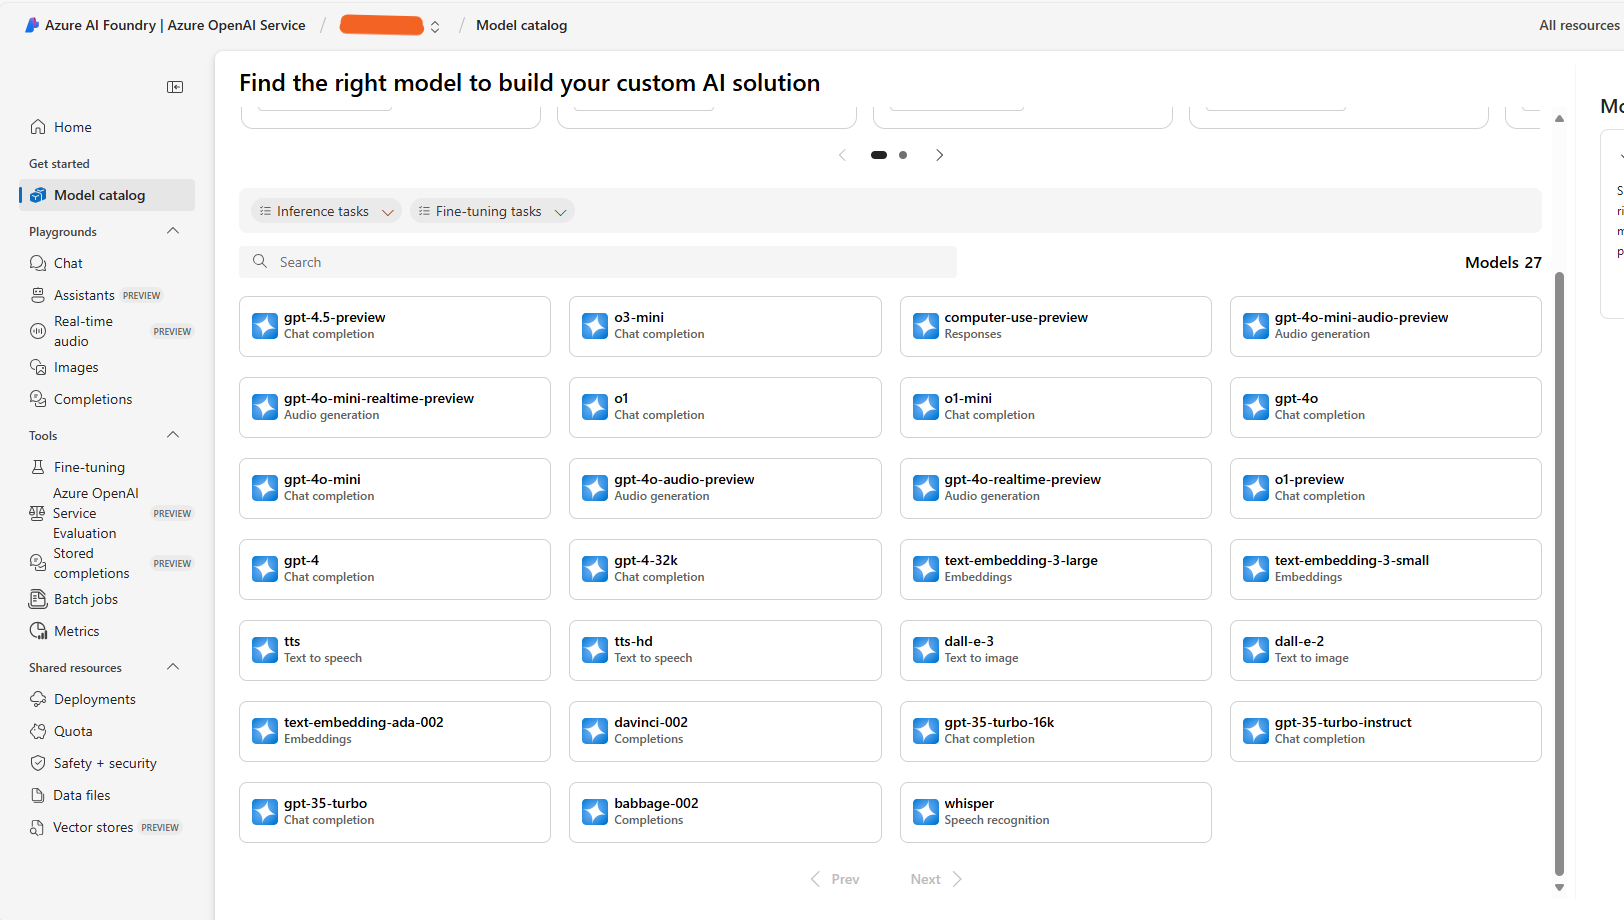 Azure AI Foundry | Azure OpenAI Service / / Model catalog
All resources
Home
Get started
Model catalog
Playgrounds
Chat
Assistants PREVIEW
Real-time
audio
PREVIEW
Images
Completions
Tools
Fine-tuning
Azure OpenAI
Service
Evaluation
PREVIEW
Stored
completions
PREVIEW
Batch jobs
Metrics
Shared resources
Deployments
Quota
Safety + security
Data files
Vector stores PREVIEW
Find the right model to build your custom AI solution
Inference tasks
Fine-tuning tasks
Search
Models 27
gpt-4.5-preview
Chat completion
o3-mini
Chat completion
computer-use-preview
Responses
gpt-4o-mini-audio-preview
Audio generation
gpt-4o-mini-realtime-preview
Audio generation
o1
Chat completion
o1-mini
Chat completion
gpt-4o
Chat completion
gpt-4o-mini
Chat completion
gpt-4o-audio-preview
Audio generation
gpt-4o-realtime-preview
Audio generation
o1-preview
Chat completion
gpt-4
Chat completion
gpt-4-32k
Chat completion
text-embedding-3-large
Embeddings
text-embedding-3-small
Embeddings
tts
Text to speech
tts-hd
Text to speech
dall-e-3
Text to image
dall-e-2
Text to image
text-embedding-ada-002
Embeddings
davinci-002
Completions
gpt-35-turbo-16k
Chat completion
gpt-35-turbo-instruct
Chat completion
gpt-35-turbo
Chat completion
babbage-002
Completions
whisper
Speech recognition
Prev
Next